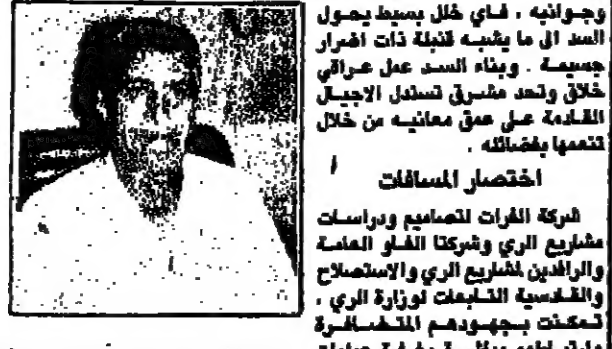 وجوانبه ، فاي خلل بسيط يحول
السد الى ما يشبه قنبلة ذات اضرار
جسيمة . وبناء السد عمل عراقي
خلاق وتحد مشرق تستدل الاجيال
القادمة على عمق معانيه من خلال
تنعمها بفضائله .
اختصار المسافات
شركة الفرات لتصاميم ودراسات
مشاريع الري وشركتا الفاو العامة
والرافدين لمشاريع الري والاستصلاح
والقادسية التابعات لوزارة الري ،
تمكنت بجهودهم المتضافرة